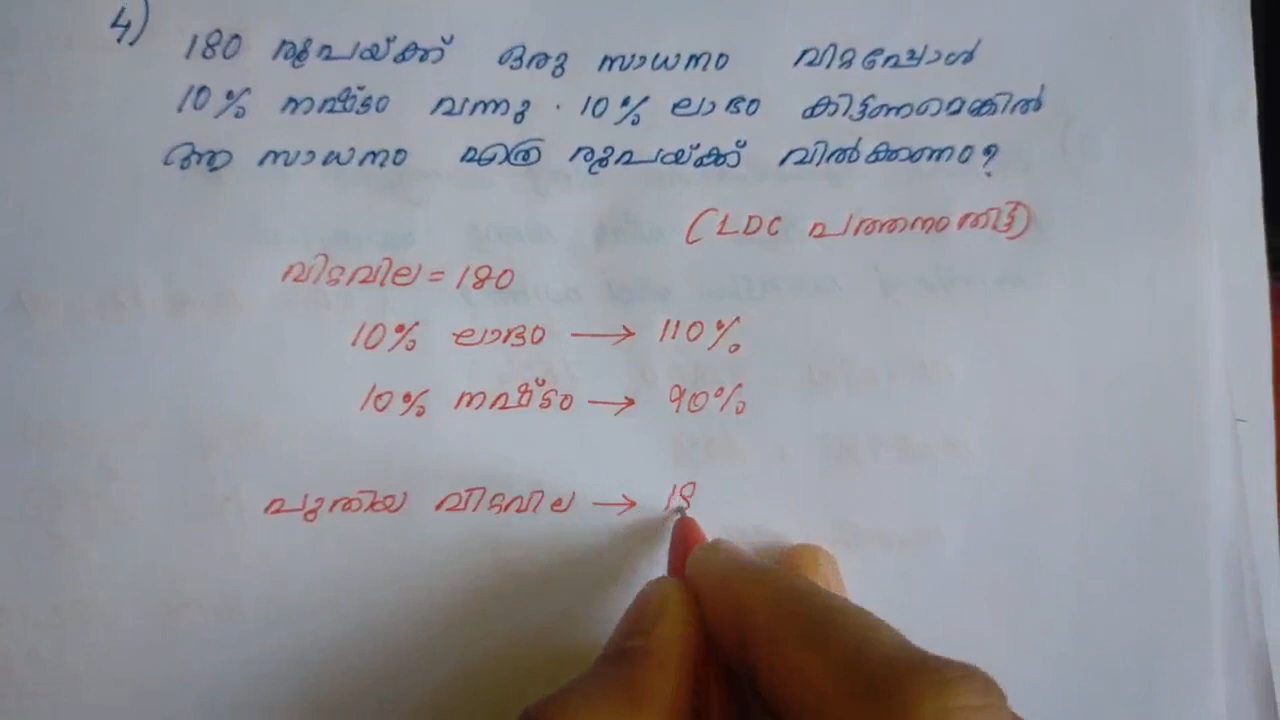 4)
180 രൂപയ്ക്ക് ഒരു സാധനം വിറ്റപ്പോൾ
10% നഷ്ടം വന്നു . 10% ലാഭം കിട്ടണമെങ്കിൽ
ആ സാധനം എത്ര രൂപയ്ക്ക് വിൽക്കണം?
(LDC പത്തനംതിട്ട)
വിറ്റവില = 180
10% ലാഭം → 110%
10% നഷ്ടം → 90%
പുതിയ വിറ്റവില → 18